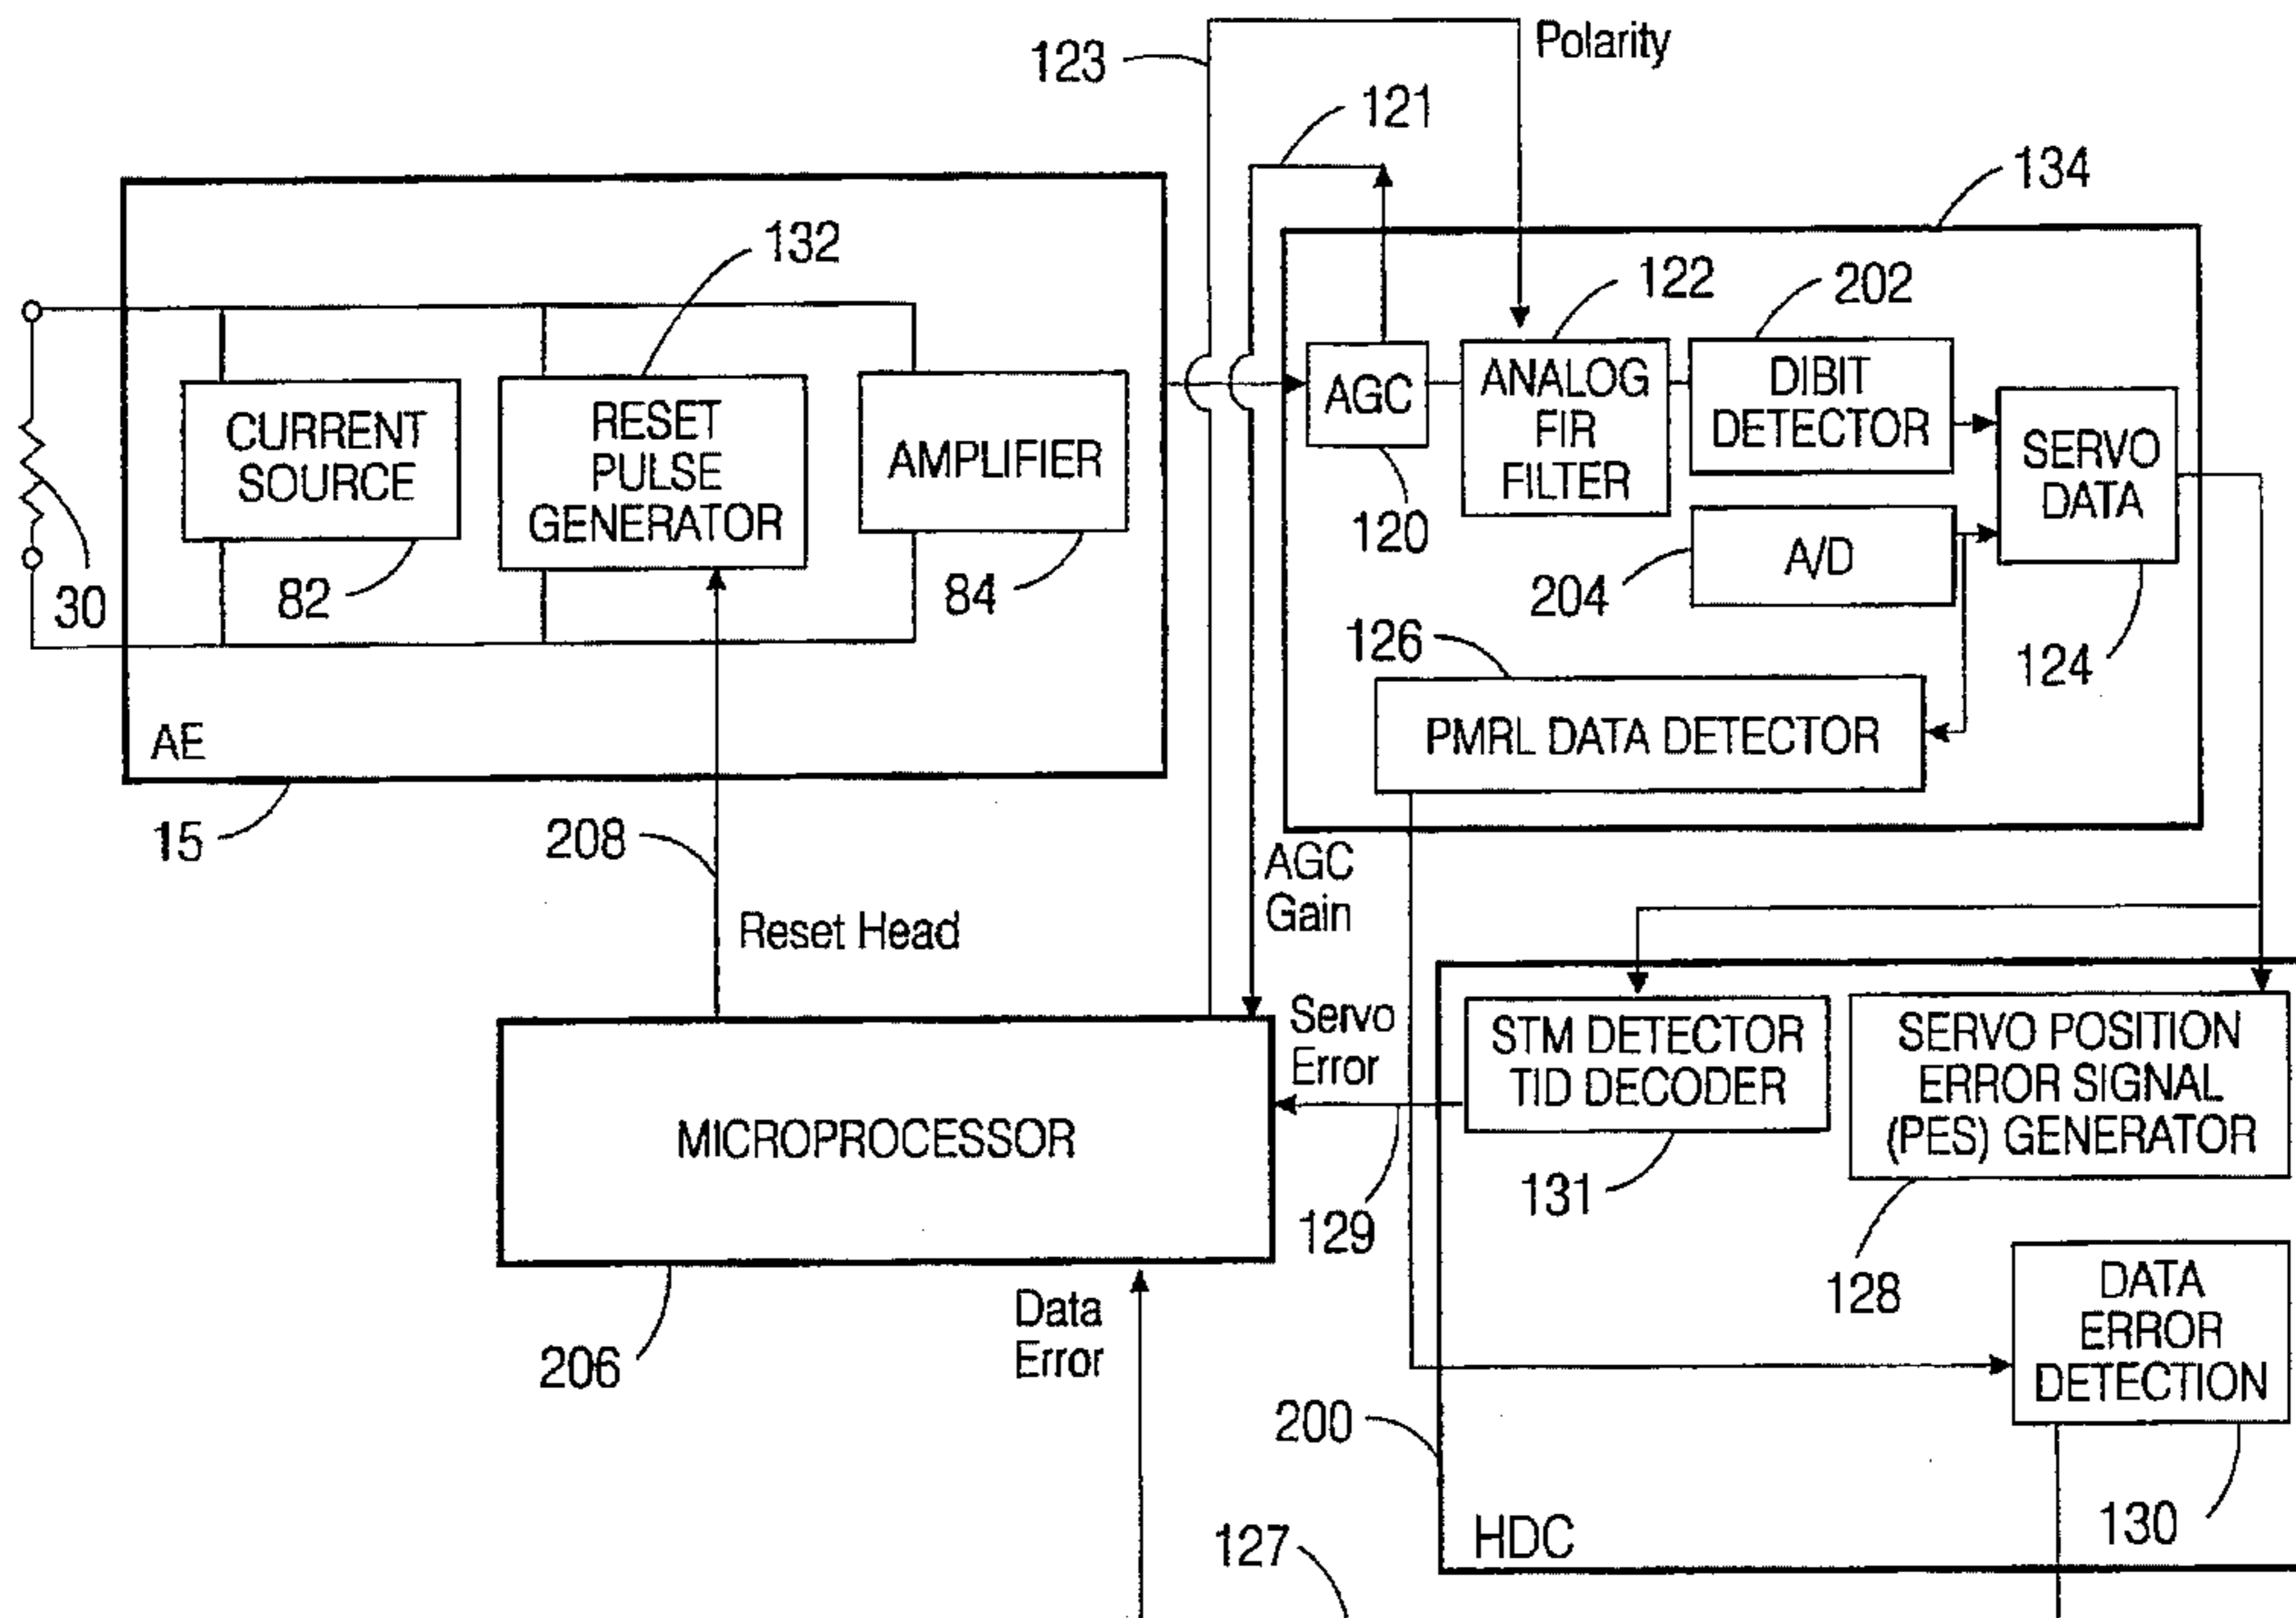 123
Polarity
121
134
132
122
202
CURRENT
SOURCE
RESET
PULSE
GENERATOR
AMPLIFIER
AGC
ANALOG
FIR
FILTER
DIBIT
DETECTOR
SERVO
DATA
A/D
30
82
84
120
204
124
126
PMRL DATA DETECTOR
AE
15
208
Reset Head
AGC
Gain
Servo
Error
STM DETECTOR
TID DECODER
SERVO POSITION
ERROR SIGNAL
(PES) GENERATOR
MICROPROCESSOR
129
131
128
206
Data
Error
DATA
ERROR
DETECTION
200
HDC
130
127